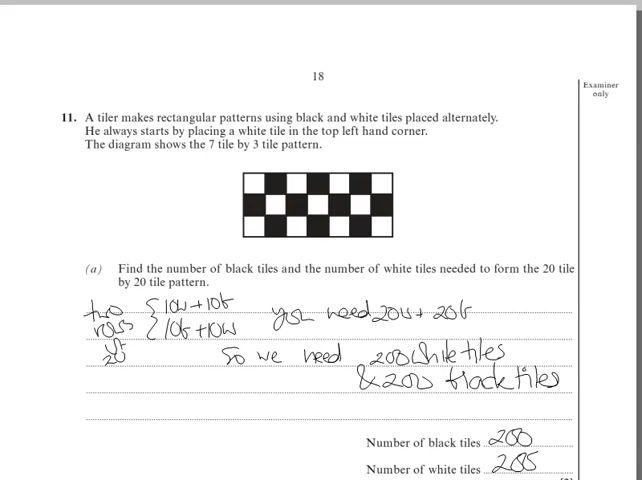 18
Examiner
only
11. A tiler makes rectangular patterns using black and white tiles placed alternately.
He always starts by placing a white tile in the top left hand corner.
The diagram shows the 7 tile by 3 tile pattern.
(a) Find the number of black tiles and the number of white tiles needed to form the 20 tile
by 20 tile pattern.
two { 10w + 10b you need 20w + 20b
rows { 10b + 10w
of
20 So we need 200 white tiles
& 200 black tiles
Number of black tiles 200
Number of white tiles